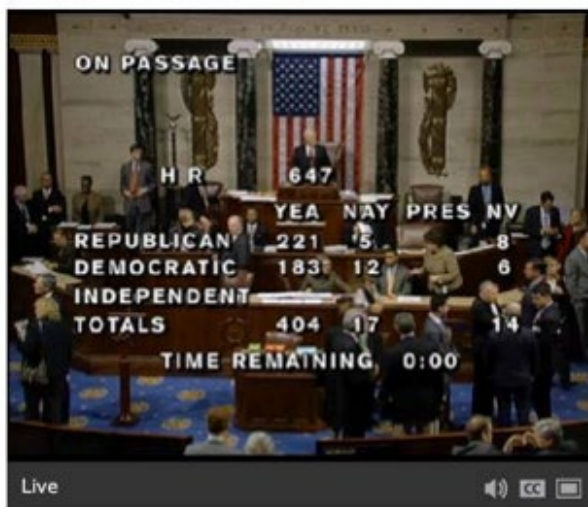 ON PASSAGE
H R 647
YEA NAY PRES NV
REPUBLICAN 221 5 8
DEMOCRATIC 183 12 6
INDEPENDENT
TOTALS 404 17 14
TIME REMAINING 0:00
Live
CC